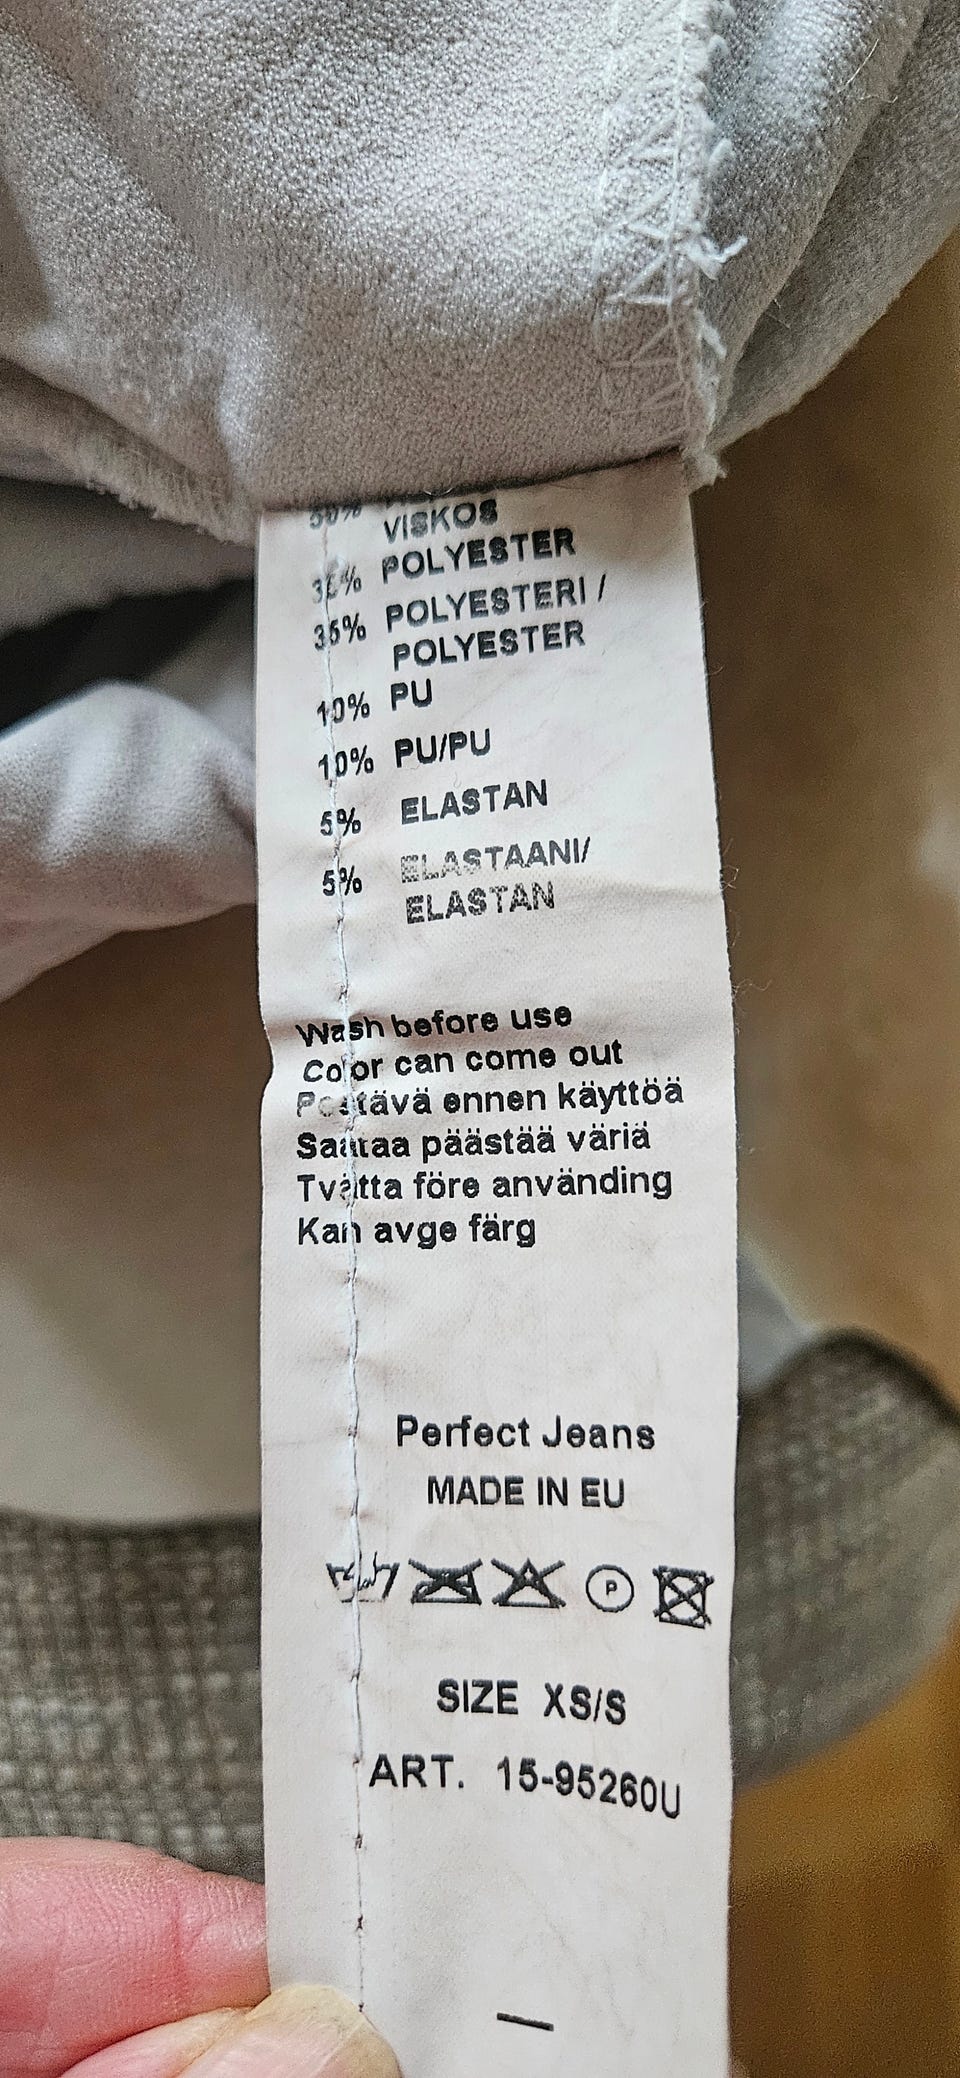 50%
VISKOS
35% POLYESTER
35% POLYESTERI /
POLYESTER
10% PU
10% PU/PU
5% ELASTAN
5% ELASTAANI/
ELASTAN
Wash before use
Color can come out
Pestävä ennen käyttöä
Saattaa päästää väriä
Tvätta före använding
Kan avge färg
Perfect Jeans
MADE IN EU
P
SIZE XS/S
ART. 15-95260U